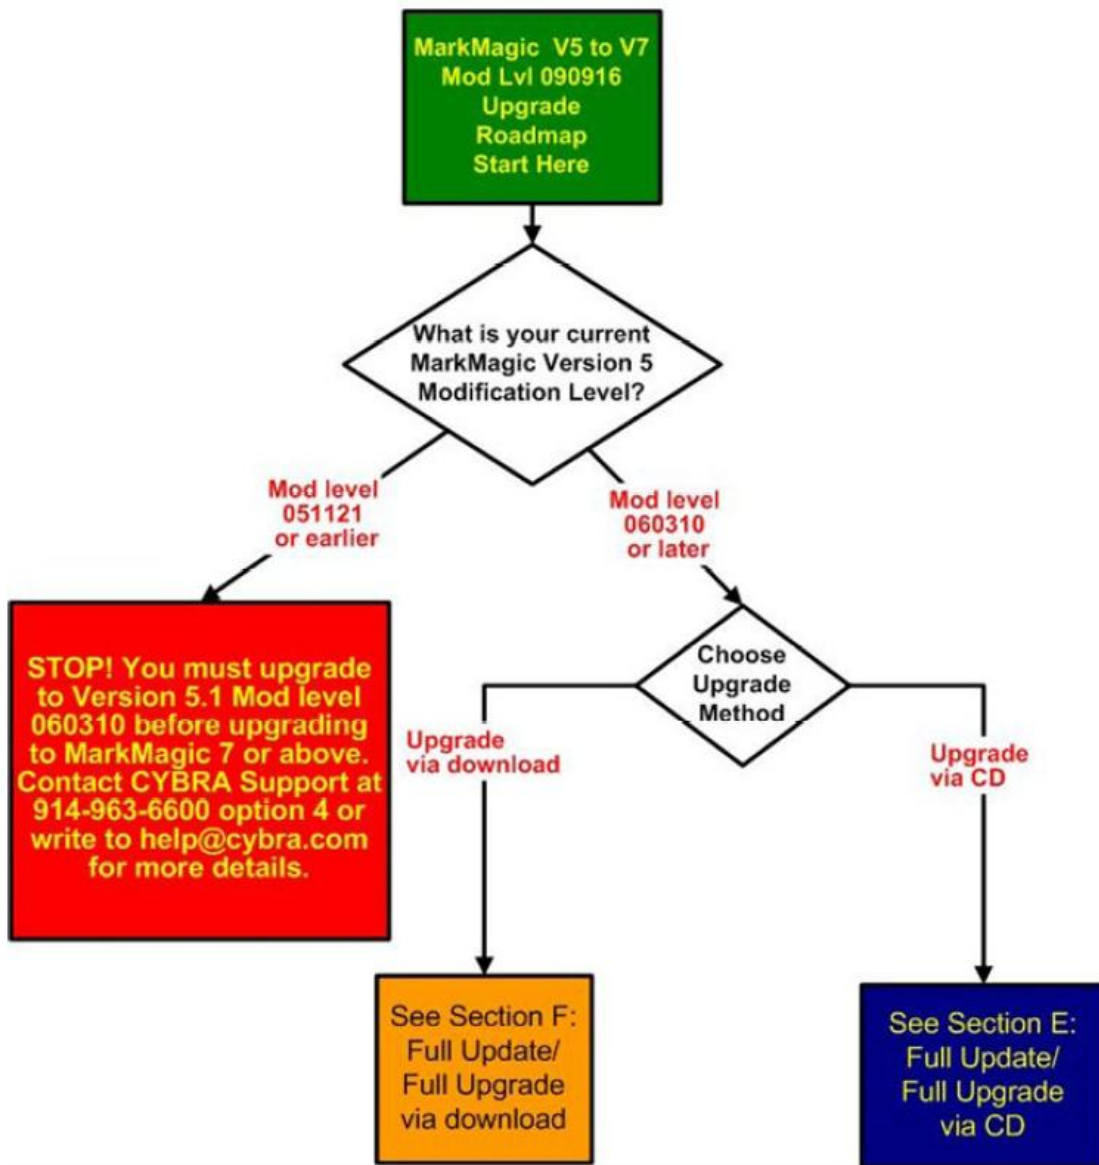 MarkMagic V5 to V7
Mod Lvl 090916
Upgrade
Roadmap
Start Here
What is your current
MarkMagic Version 5
Modification Level?
Mod level
051121
or earlier
Mod level
060310
or later
STOP! You must upgrade
to Version 5.1 Mod level
060310 before upgrading
to MarkMagic 7 or above.
Contact CYBRA Support at
914-963-6600 option 4 or
write to help@cybra.com
for more details.
Choose
Upgrade
Method
Upgrade
via download
Upgrade
via CD
See Section F:
Full Update/
Full Upgrade
via download
See Section E:
Full Update/
Full Upgrade
via CD